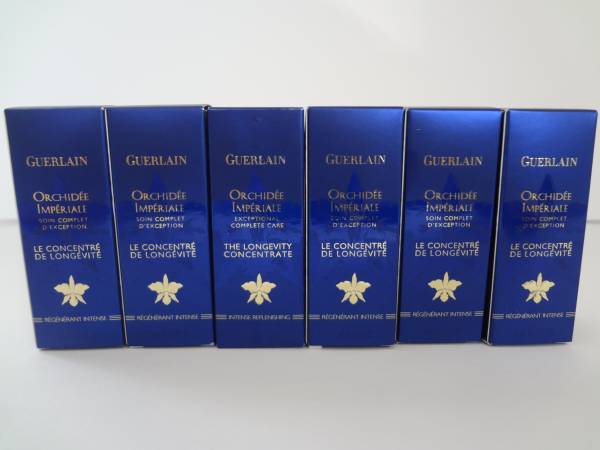 GUERLAIN
ORCHIDÉE
IMPÉRIALE
SOIN COMPLET
D'EXCEPTION
LE CONCENTRÉ
DE LONGÉVITÉ
RÉGÉNÉRANT INTENSE
GUERLAIN
ORCHIDÉE
IMPÉRIALE
SOIN COMPLET
D'EXCEPTION
LE CONCENTRÉ
DE LONGÉVITÉ
RÉGÉNÉRANT INTENSE
GUERLAIN
ORCHIDÉE
IMPÉRIALE
EXCEPTIONAL
COMPLETE CARE
THE LONGEVITY
CONCENTRATE
INTENSE REPLENISHING
GUERLAIN
ORCHIDÉE
IMPÉRIALE
SOIN COMPLET
D'EXCEPTION
LE CONCENTRÉ
DE LONGÉVITÉ
RÉGÉNÉRANT INTENSE
GUERLAIN
ORCHIDÉE
IMPÉRIALE
SOIN COMPLET
D'EXCEPTION
LE CONCENTRÉ
DE LONGÉVITÉ
RÉGÉNÉRANT INTENSE
GUERLAIN
ORCHIDÉE
IMPÉRIALE
SOIN COMPLET
D'EXCEPTION
LE CONCENTRÉ
DE LONGÉVITÉ
RÉGÉNÉRANT INTENSE